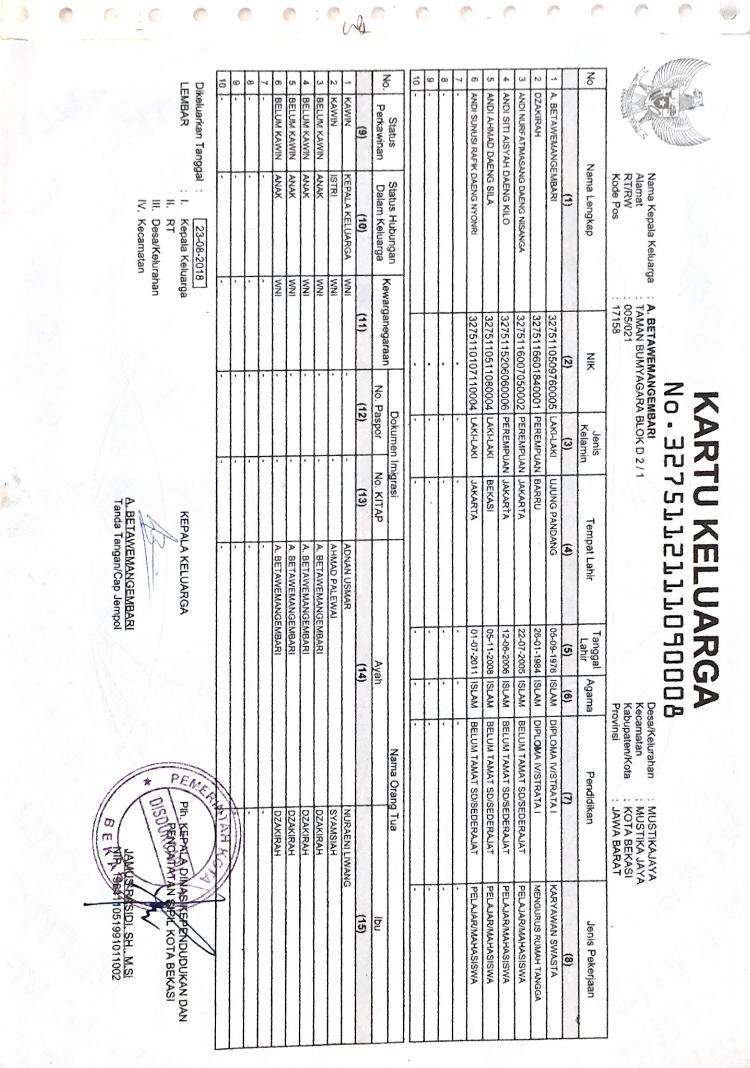 KARTU KELUARGA
No. 3275112111090008
Nama Kepala Keluarga : A. BETAWEMANGEMBARI
Alamat : TAMAN BUMYAGARA BLOK D 2 / 1
RT/RW : 005/021
Kode Pos : 17158
Desa/Kelurahan : MUSTIKAJAYA
Kecamatan : MUSTIKA JAYA
Kabupaten/Kota : KOTA BEKASI
Provinsi : JAWA BARAT
No Nama Lengkap NIK Jenis Kelamin Tempat Lahir Tanggal Lahir Agama Pendidikan Jenis Pekerjaan
(1) (2) (3) (4) (5) (6) (7) (8)
1 A. BETAWEMANGEMBARI 3275110509760005 LAKI-LAKI UJUNG PANDANG 05-09-1976 ISLAM DIPLOMA IV/STRATA I KARYAWAN SWASTA
2 DZAKIRAH 3275116601840001 PEREMPUAN BARRU 26-01-1984 ISLAM DIPLOMA IV/STRATA I MENGURUS RUMAH TANGGA
3 ANDI NURFATIMASANG DAENG NISANGA 3275116007050002 PEREMPUAN JAKARTA 22-07-2005 ISLAM BELUM TAMAT SD/SEDERAJAT PELAJAR/MAHASISWA
4 ANDI SITI AISYAH DAENG KILO 3275115206060006 PEREMPUAN JAKARTA 12-06-2006 ISLAM BELUM TAMAT SD/SEDERAJAT PELAJAR/MAHASISWA
5 ANDI AHMAD DAENG SILA 3275110511080004 LAKI-LAKI BEKASI 05-11-2008 ISLAM BELUM TAMAT SD/SEDERAJAT PELAJAR/MAHASISWA
6 ANDI SUNUSI RAFIK DAENG NYONRI 3275110107110004 LAKI-LAKI JAKARTA 01-07-2011 ISLAM BELUM TAMAT SD/SEDERAJAT PELAJAR/MAHASISWA
7 - - - - - - - -
8 - - - - - - - -
9 - - - - - - - -
10 - - - - - - - -
No. Status Perkawinan Status Hubungan Dalam Keluarga Kewarganegaraan Dokumen Imigrasi Nama Orang Tua
No. Paspor No. KITAP Ayah Ibu
(9) (10) (11) (12) (13) (14) (15)
1 KAWIN KEPALA KELUARGA WNI - - ADNAN USMAR NURAENI LIWANG
2 KAWIN ISTRI WNI - - AHMAD PALEWAI SYAMSIAH
3 BELUM KAWIN ANAK WNI - - A. BETAWEMANGEMBARI DZAKIRAH
4 BELUM KAWIN ANAK WNI - - A. BETAWEMANGEMBARI DZAKIRAH
5 BELUM KAWIN ANAK WNI - - A. BETAWEMANGEMBARI DZAKIRAH
6 BELUM KAWIN ANAK WNI - - A. BETAWEMANGEMBARI DZAKIRAH
7 - - - - - - -
8 - - - - - - -
9 - - - - - - -
10 - - - - - - -
Dikeluarkan Tanggal : 23-08-2018
LEMBAR : I. Kepala Keluarga
II. RT
III. Desa/Kelurahan
IV. Kecamatan
KEPALA KELUARGA
A. BETAWEMANGEMBARI
Tanda Tangan/Cap Jempol
Plh. KEPALA DINAS KEPENDUDUKAN DAN
PENCATATAN SIPIL KOTA BEKASI
PEMERINTAH KOTA
JAMUS RASIDI, SH, M.Si
NIP. 196411051991011002